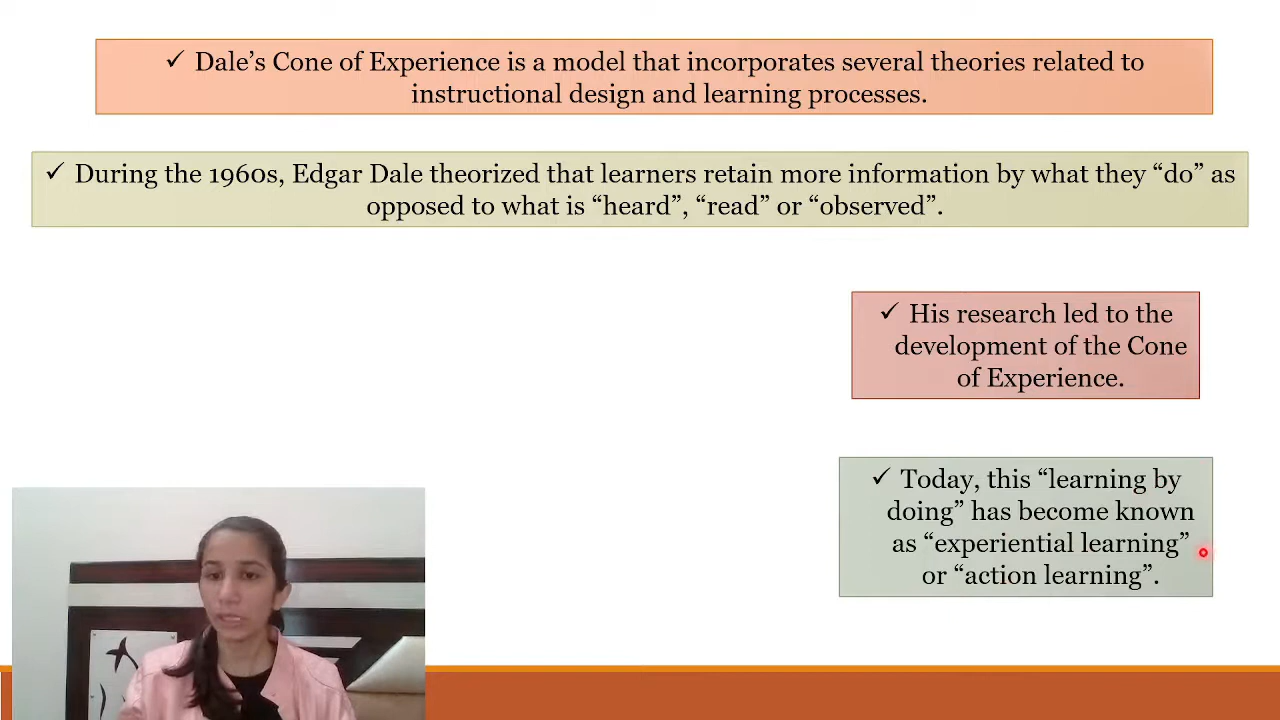 ✓ Dale’s Cone of Experience is a model that incorporates several theories related to
instructional design and learning processes.
✓ During the 1960s, Edgar Dale theorized that learners retain more information by what they “do” as
opposed to what is “heard”, “read” or “observed”.
✓ His research led to the
development of the Cone
of Experience.
✓ Today, this “learning by
doing” has become known
as “experiential learning”
or “action learning”.